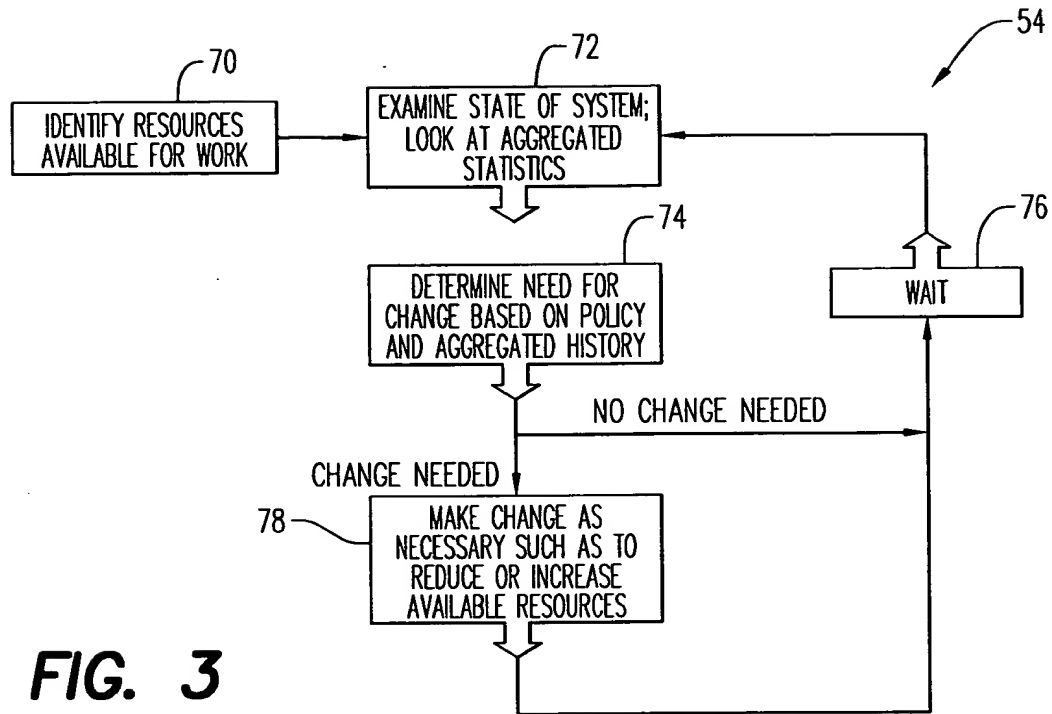 54
70
72
IDENTIFY RESOURCES
AVAILABLE FOR WORK
EXAMINE STATE OF SYSTEM;
LOOK AT AGGREGATED
STATISTICS
74
76
DETERMINE NEED FOR
CHANGE BASED ON POLICY
AND AGGREGATED HISTORY
WAIT
NO CHANGE NEEDED
CHANGE NEEDED
78
MAKE CHANGE AS
NECESSARY SUCH AS TO
REDUCE OR INCREASE
AVAILABLE RESOURCES
FIG. 3